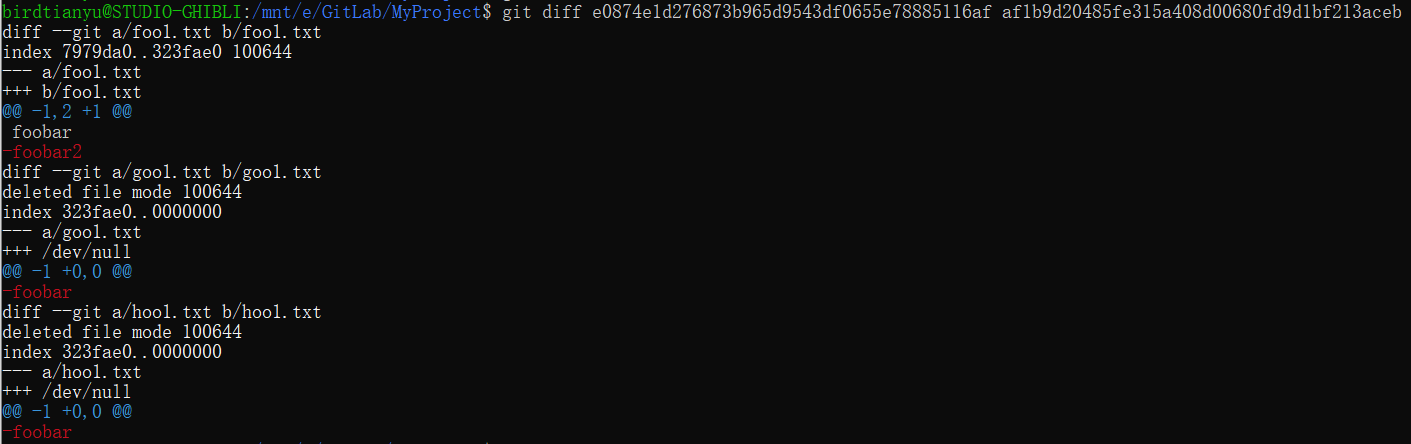 birdtianyu@STUDIO-GHIBLI:/mnt/e/GitLab/MyProject$ git diff e0874e1d276873b965d9543df0655e78885116af af1b9d20485fe315a408d00680fd9d1bf213aceb
diff --git a/fool.txt b/fool.txt
index 7979da0..323fae0 100644
--- a/fool.txt
+++ b/fool.txt
@@ -1,2 +1 @@
 foobar
-foobar2
diff --git a/gool.txt b/gool.txt
deleted file mode 100644
index 323fae0..0000000
--- a/gool.txt
+++ /dev/null
@@ -1 +0,0 @@
-foobar
diff --git a/hool.txt b/hool.txt
deleted file mode 100644
index 323fae0..0000000
--- a/hool.txt
+++ /dev/null
@@ -1 +0,0 @@
-foobar